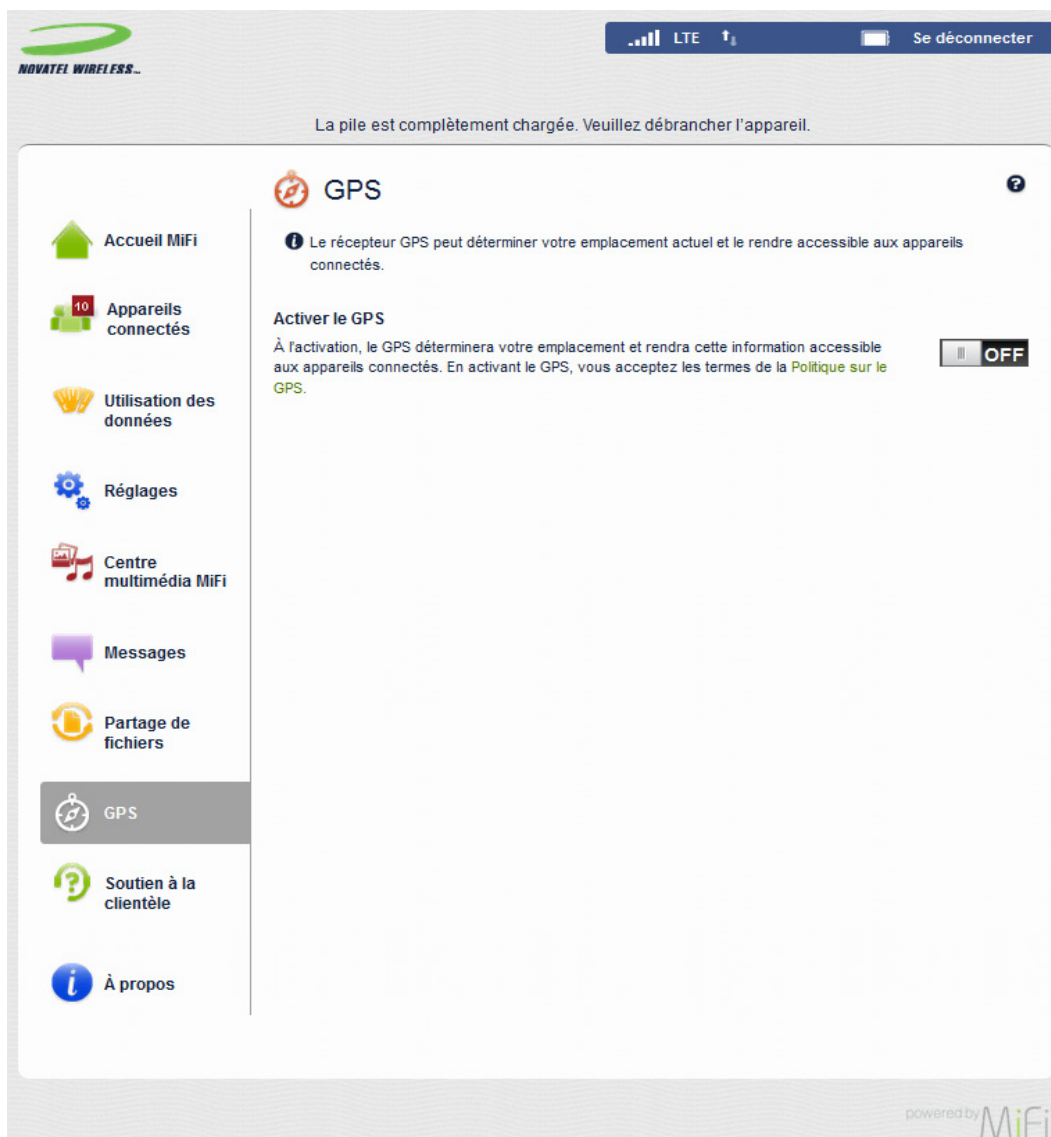 LTE
Se déconnecter
NOVATEL WIRELESS™
La pile est complètement chargée. Veuillez débrancher l’appareil.
GPS
Le récepteur GPS peut déterminer votre emplacement actuel et le rendre accessible aux appareils
connectés.
Activer le GPS
À l'activation, le GPS déterminera votre emplacement et rendra cette information accessible
aux appareils connectés. En activant le GPS, vous acceptez les termes de la Politique sur le
GPS.
OFF
Accueil MiFi
10
Appareils
connectés
Utilisation des
données
Réglages
Centre
multimédia MiFi
Messages
Partage de
fichiers
GPS
Soutien à la
clientèle
À propos
powered by MiFi